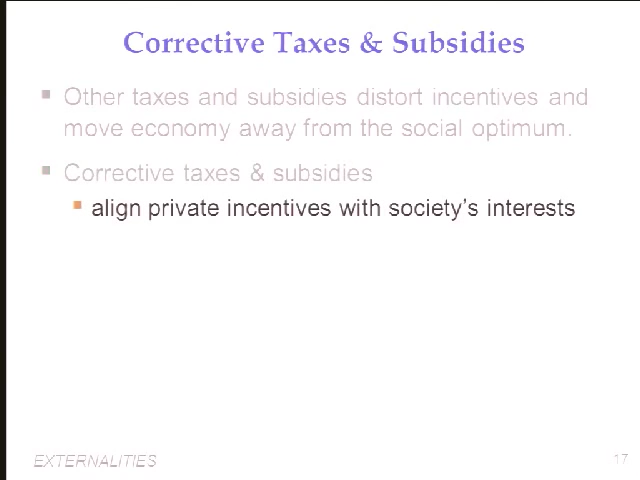 Corrective Taxes & Subsidies
Other taxes and subsidies distort incentives and
move economy away from the social optimum.
Corrective taxes & subsidies
align private incentives with society's interests
EXTERNALITIES
17